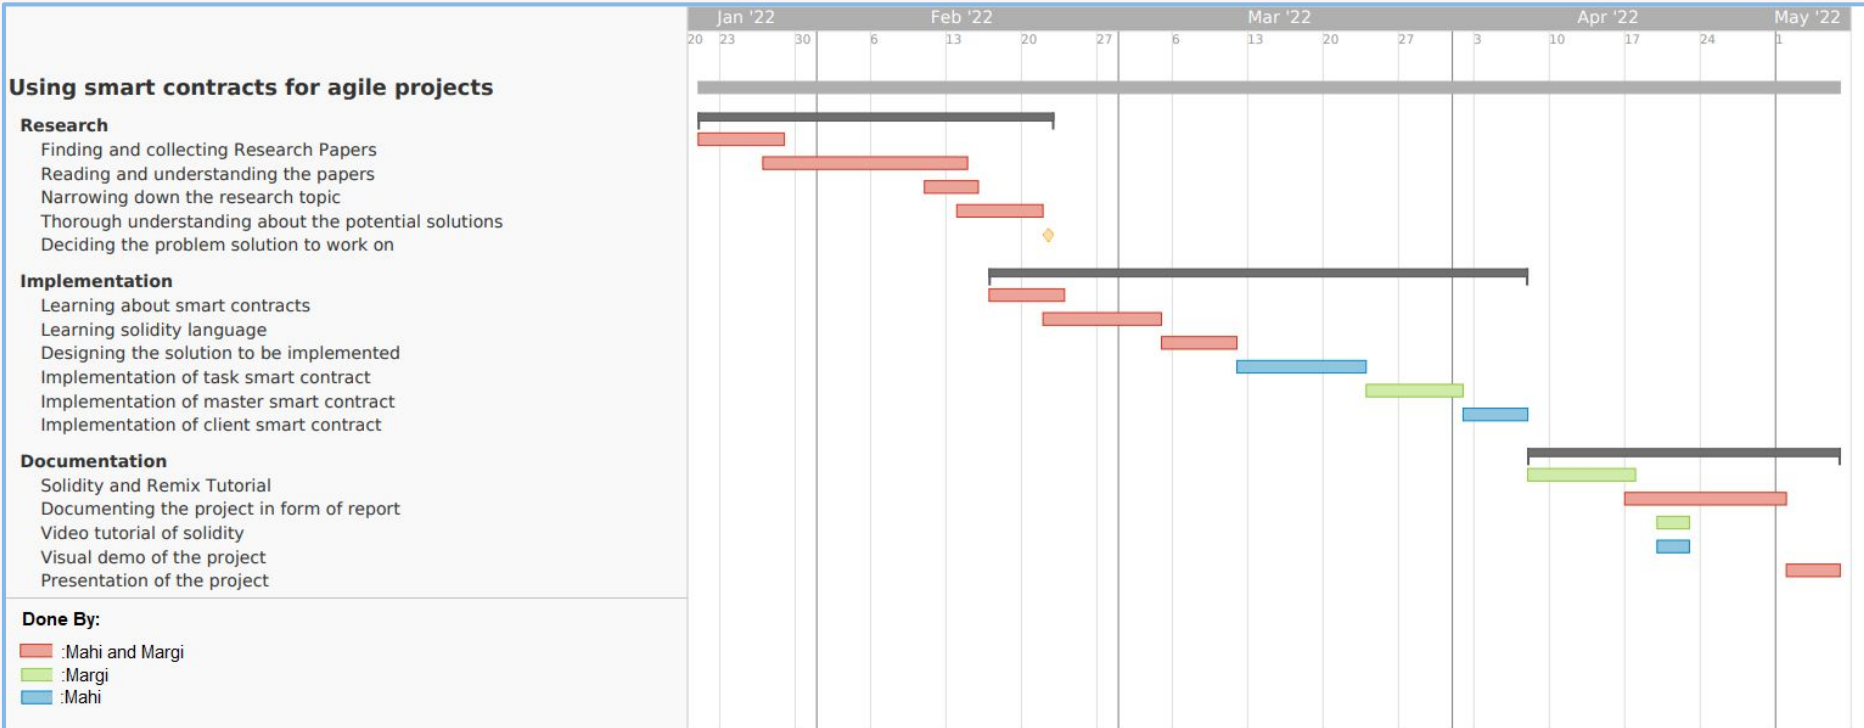 Jan '22 Feb '22 Mar '22 Apr '22 May '22
20 23 30 6 13 20 27 6 13 20 27 3 10 17 24 1
Using smart contracts for agile projects
Research
Finding and collecting Research Papers
Reading and understanding the papers
Narrowing down the research topic
Thorough understanding about the potential solutions
Deciding the problem solution to work on
Implementation
Learning about smart contracts
Learning solidity language
Designing the solution to be implemented
Implementation of task smart contract
Implementation of master smart contract
Implementation of client smart contract
Documentation
Solidity and Remix Tutorial
Documenting the project in form of report
Video tutorial of solidity
Visual demo of the project
Presentation of the project
Done By:
:Mahi and Margi
:Margi
:Mahi